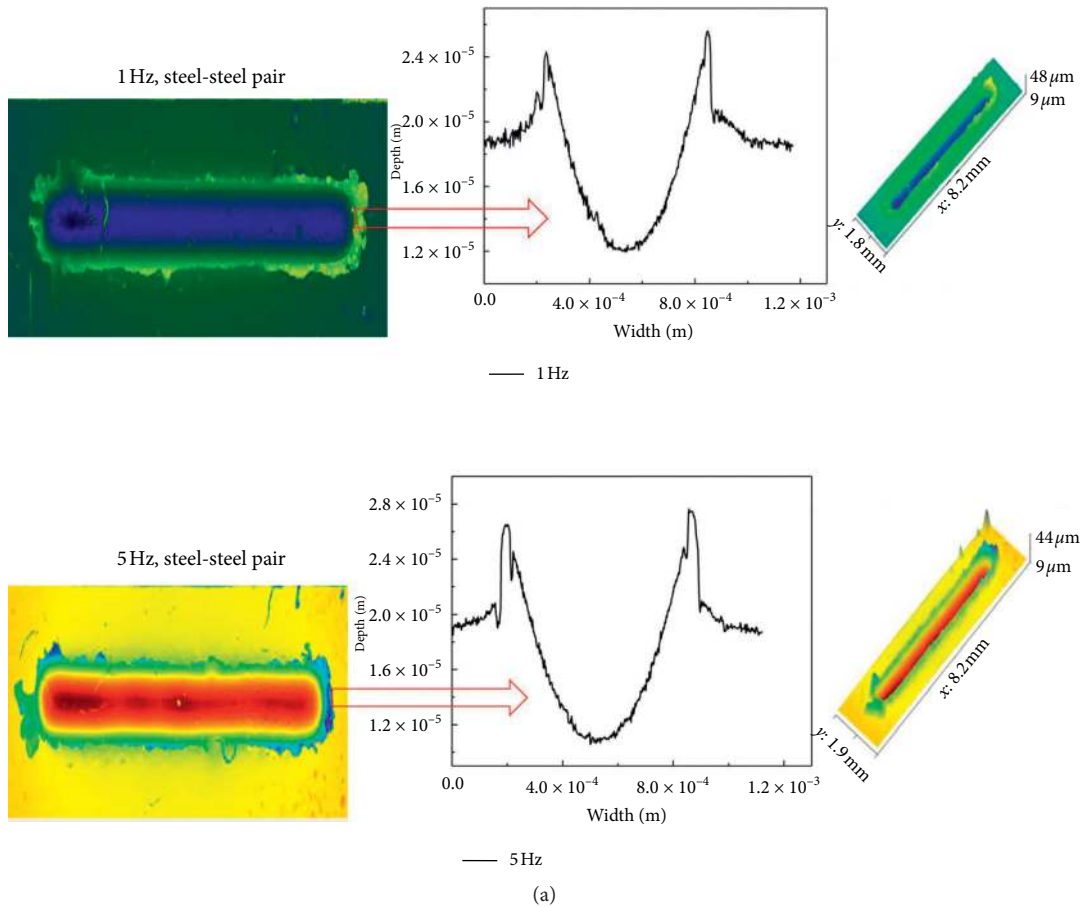 1 Hz, steel-steel pair
Depth (m)
2.4 × 10⁻⁵
2.0 × 10⁻⁵
1.6 × 10⁻⁵
1.2 × 10⁻⁵
0.0
4.0 × 10⁻⁴
8.0 × 10⁻⁴
1.2 × 10⁻³
Width (m)
1 Hz
48 μm
9 μm
x: 8.2 mm
y: 1.8 mm
5 Hz, steel-steel pair
Depth (m)
2.8 × 10⁻⁵
2.4 × 10⁻⁵
2.0 × 10⁻⁵
1.6 × 10⁻⁵
1.2 × 10⁻⁵
0.0
4.0 × 10⁻⁴
8.0 × 10⁻⁴
1.2 × 10⁻³
Width (m)
5 Hz
44 μm
9 μm
x: 8.2 mm
y: 1.9 mm
(a)